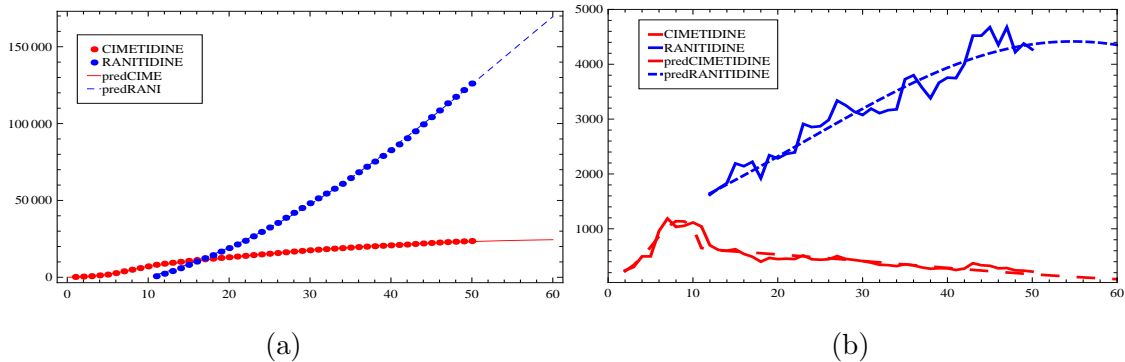 CIMETIDINE
RANITIDINE
predCIME
predRANI
150 000
100 000
50 000
0
0 10 20 30 40 50 60
(a)
CIMETIDINE
RANITIDINE
predCIMETIDINE
predRANITIDINE
5000
4000
3000
2000
1000
0 10 20 30 40 50 60
(b)